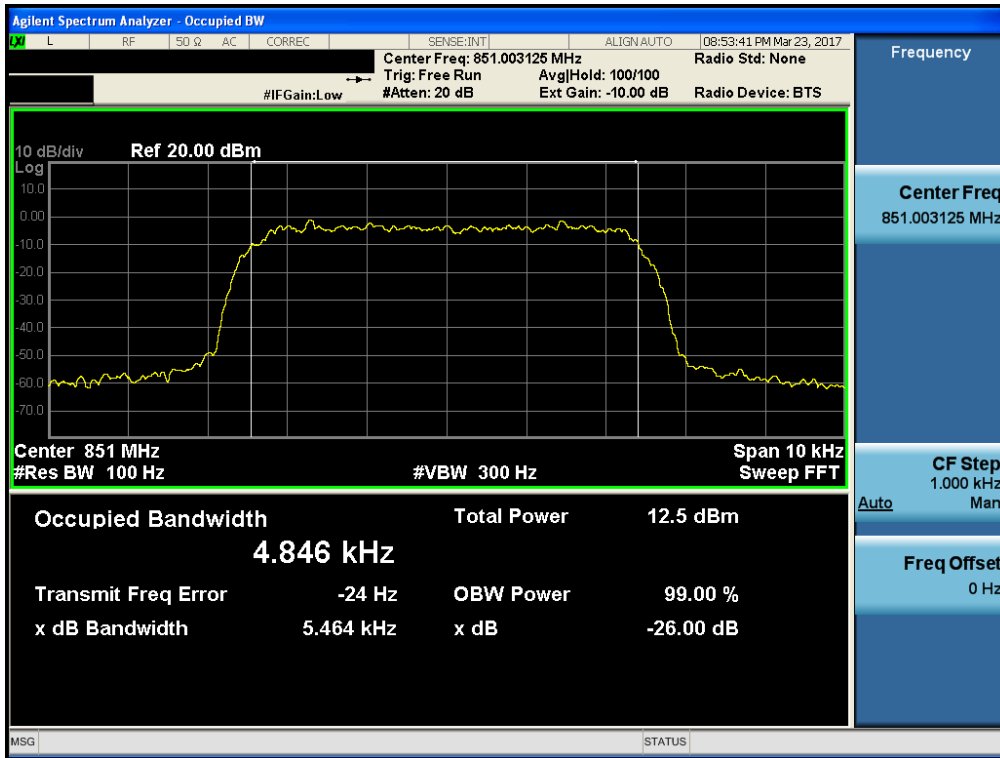 Agilent Spectrum Analyzer - Occupied BW
LXI L RF 50 Ω AC CORREC SENSE:INT ALIGN AUTO 08:53:41 PM Mar 23, 2017
Center Freq: 851.003125 MHz Radio Std: None
Trig: Free Run Avg|Hold: 100/100
#IFGain:Low #Atten: 20 dB Ext Gain: -10.00 dB Radio Device: BTS
10 dB/div Ref 20.00 dBm
Log
10.0
0.00
-10.0
-20.0
-30.0
-40.0
-50.0
-60.0
-70.0
Center 851 MHz Span 10 kHz
#Res BW 100 Hz #VBW 300 Hz Sweep FFT
Occupied Bandwidth Total Power 12.5 dBm
4.846 kHz
Transmit Freq Error -24 Hz OBW Power 99.00 %
x dB Bandwidth 5.464 kHz x dB -26.00 dB
MSG STATUS
Frequency
Center Freq
851.003125 MHz
CF Step
1.000 kHz
Auto Man
Freq Offset
0 Hz